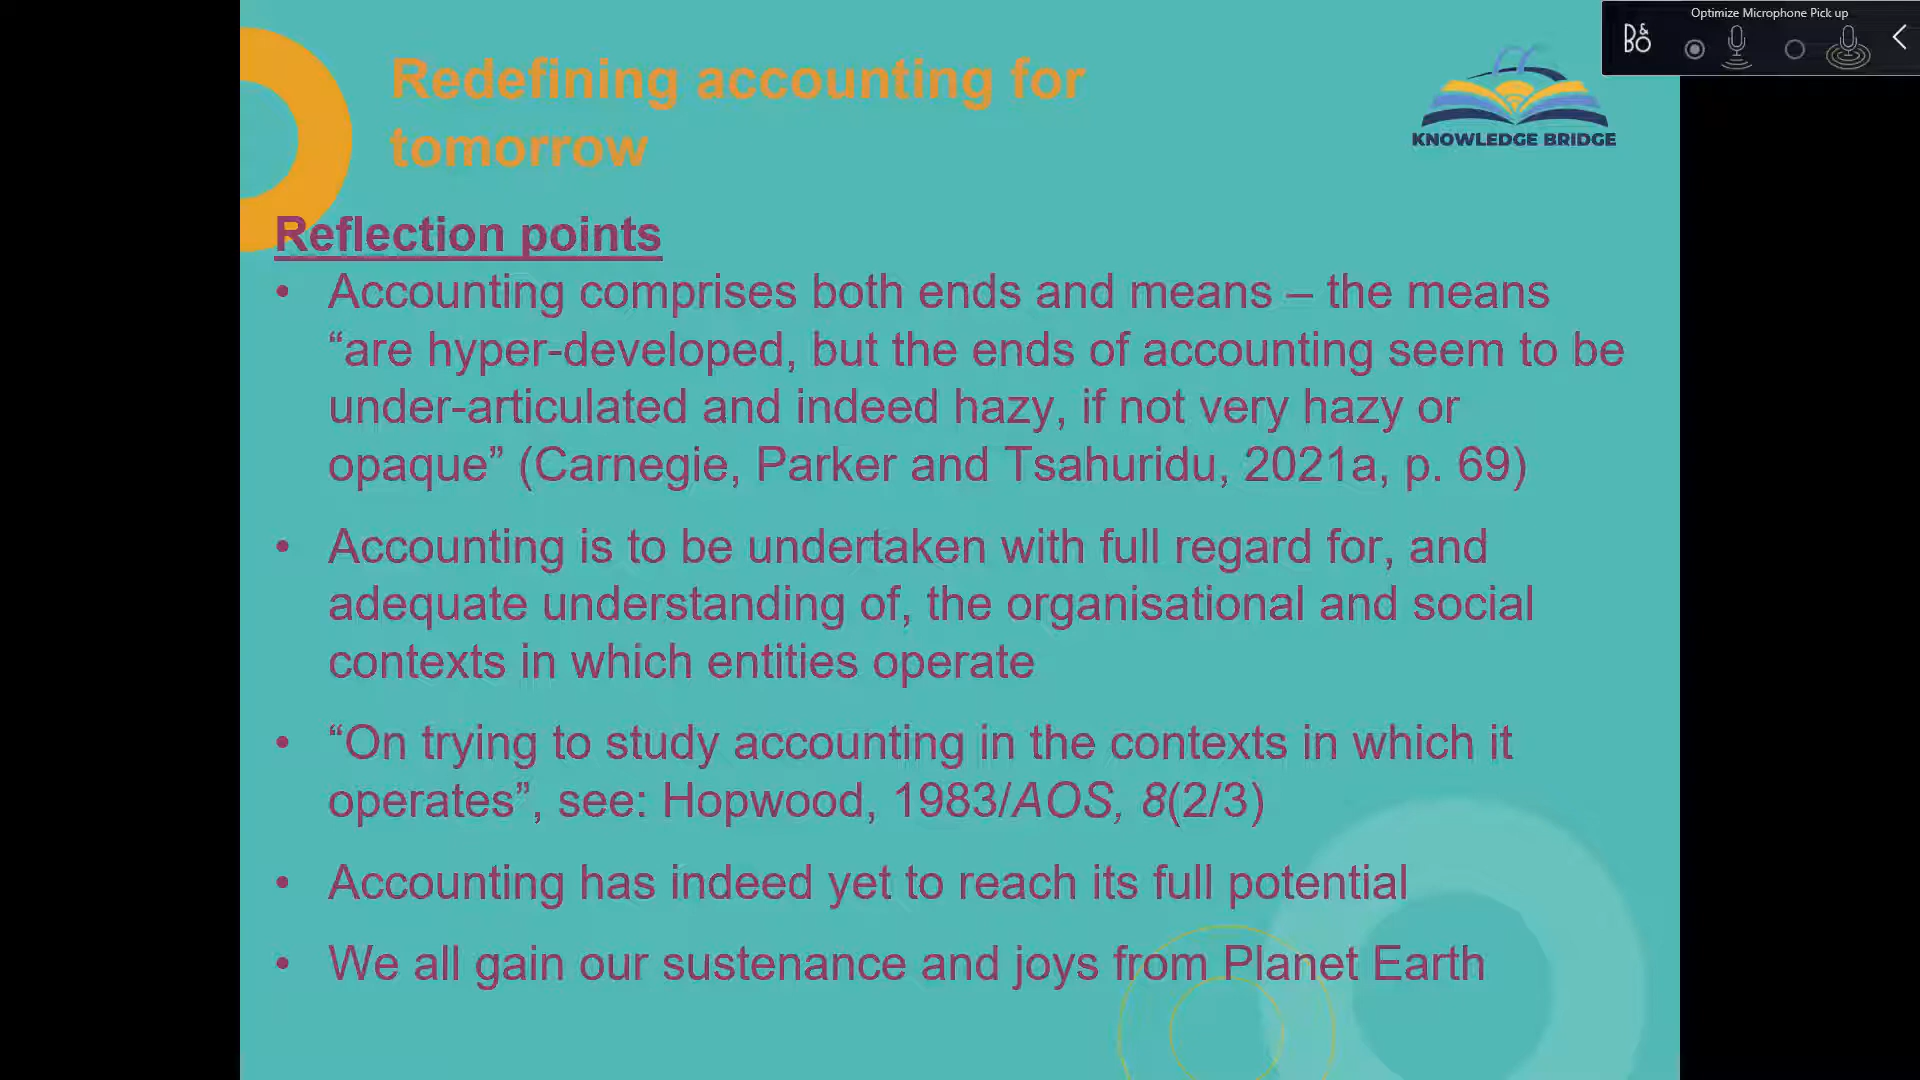 Optimize Microphone Pick up
B&O
Redefining accounting for
tomorrow
KNOWLEDGE BRIDGE
Reflection points
• Accounting comprises both ends and means – the means
“are hyper-developed, but the ends of accounting seem to be
under-articulated and indeed hazy, if not very hazy or
opaque” (Carnegie, Parker and Tsahuridu, 2021a, p. 69)
• Accounting is to be undertaken with full regard for, and
adequate understanding of, the organisational and social
contexts in which entities operate
• “On trying to study accounting in the contexts in which it
operates”, see: Hopwood, 1983/AOS, 8(2/3)
• Accounting has indeed yet to reach its full potential
• We all gain our sustenance and joys from Planet Earth